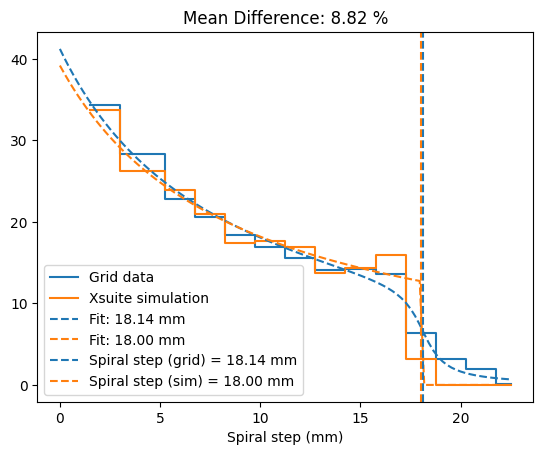 Mean Difference: 8.82 %
40
30
20
10
0
Grid data
Xsuite simulation
Fit: 18.14 mm
Fit: 18.00 mm
Spiral step (grid) = 18.14 mm
Spiral step (sim) = 18.00 mm
0 5 10 15 20
Spiral step (mm)